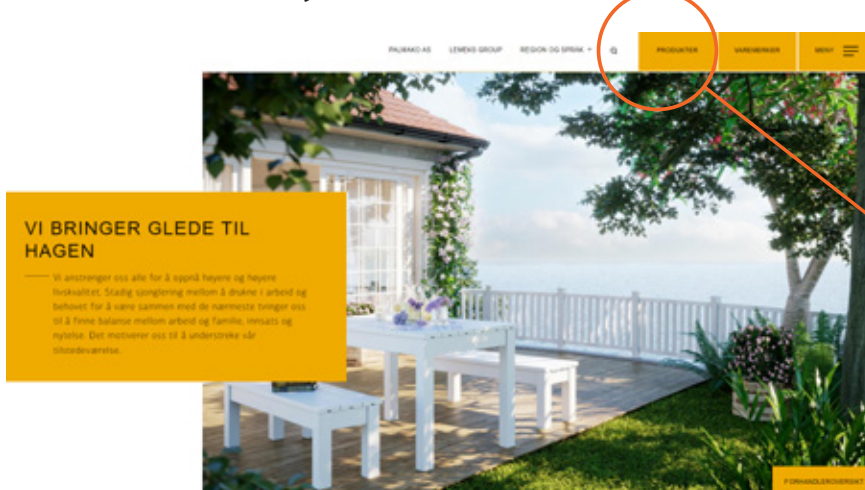 PALMAKO AS LEMEKS GROUP REGION OG SPRÅK PRODUKTER VAREMERKER MENY
VI BRINGER GLEDE TIL
HAGEN
Vi anstrenger oss alle for å oppnå høyere og høyere
livskvalitet. Stadig sjonglering mellom å drukne i arbeid og
behovet for å være sammen med de nærmeste tvinger oss
til å finne balanse mellom arbeid og familie, innsats og
nytelse. Det motiverer oss til å understreke vår
tilstedeværelse.
FORHANDLEROVERSIKT